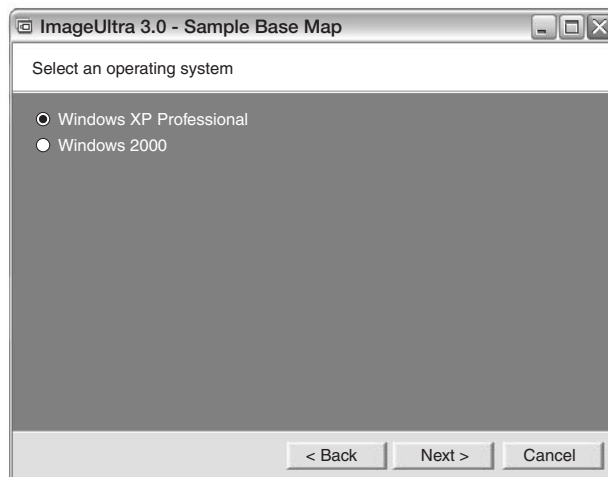 ImageUltra 3.0 - Sample Base Map
Select an operating system
Windows XP Professional
Windows 2000
< Back Next > Cancel